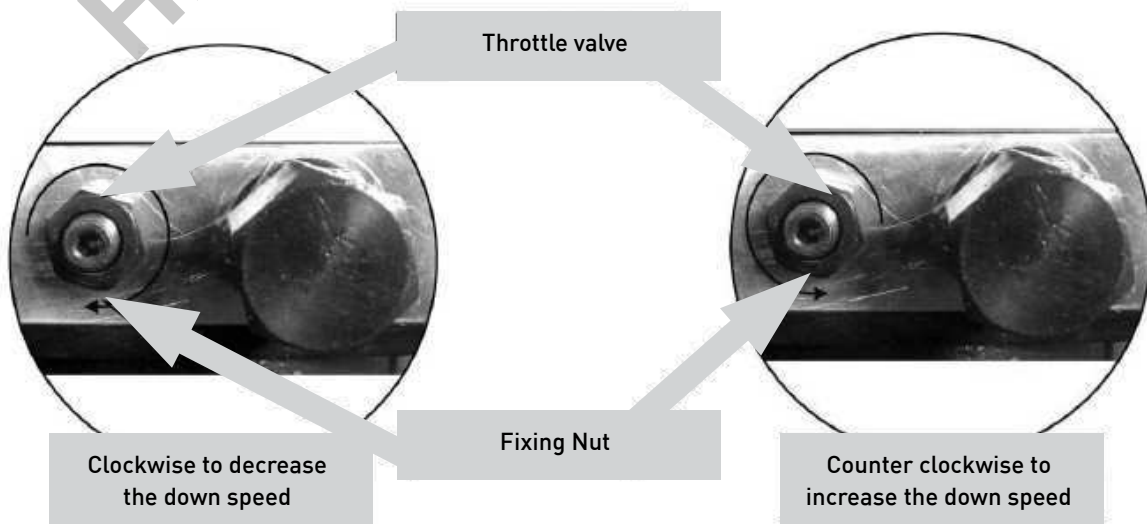 Throttle valve
Fixing Nut
Clockwise to decrease
the down speed
Counter clockwise to
increase the down speed